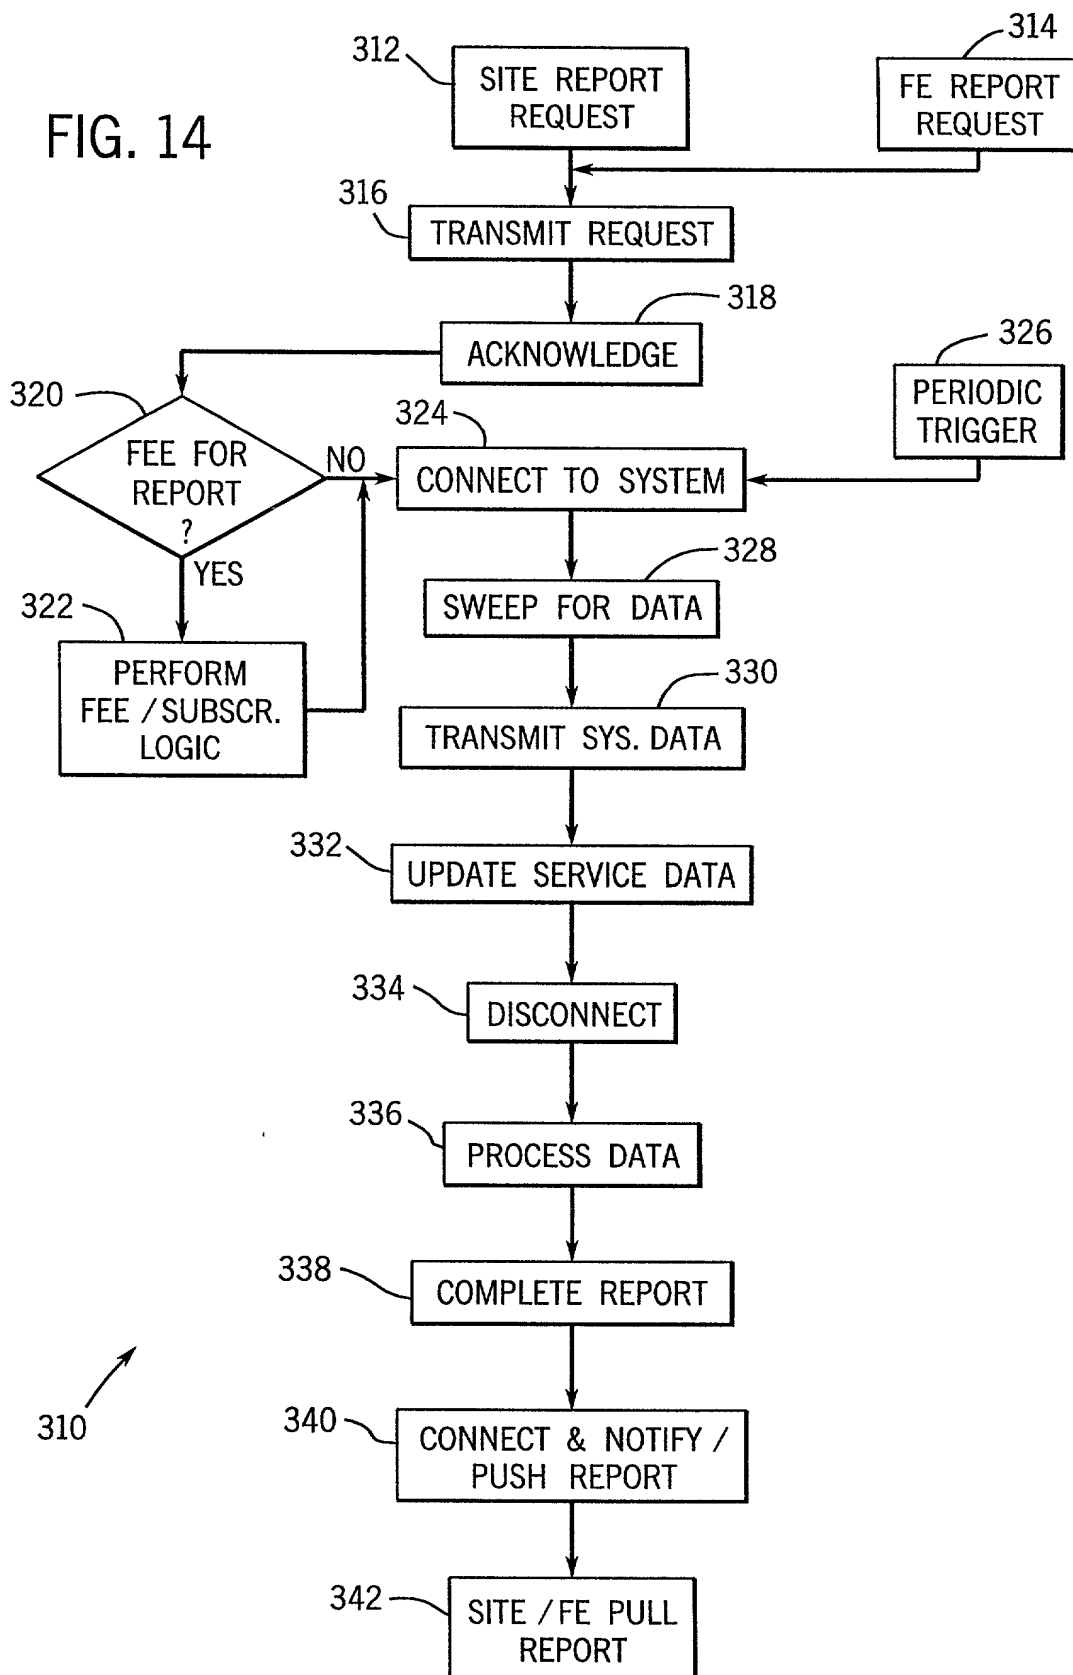 FIG. 14
312
SITE REPORT
REQUEST
314
FE REPORT
REQUEST
316
TRANSMIT REQUEST
318
ACKNOWLEDGE
320
FEE FOR
REPORT
?
NO
YES
322
PERFORM
FEE / SUBSCR.
LOGIC
324
CONNECT TO SYSTEM
326
PERIODIC
TRIGGER
328
SWEEP FOR DATA
330
TRANSMIT SYS. DATA
332
UPDATE SERVICE DATA
334
DISCONNECT
336
PROCESS DATA
338
COMPLETE REPORT
310
340
CONNECT & NOTIFY /
PUSH REPORT
342
SITE / FE PULL
REPORT